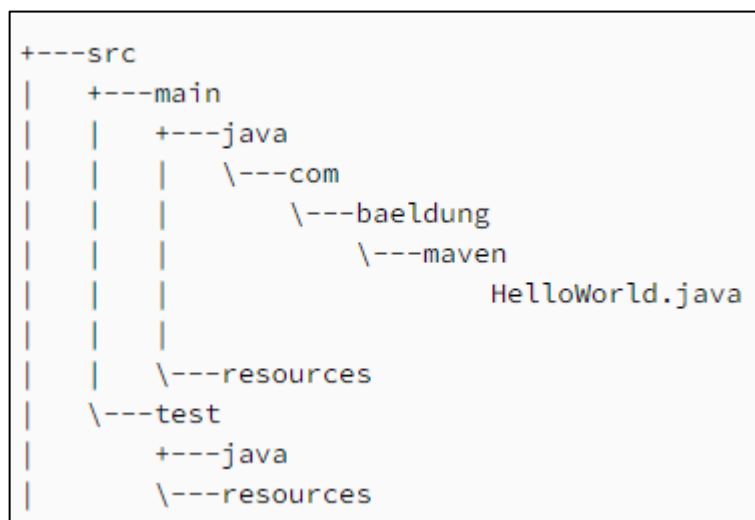 +---src
|   +---main
|   |   +---java
|   |   |   \---com
|   |   |       \---baeldung
|   |   |           \---maven
|   |   |                   HelloWorld.java
|   |   |
|   |   \---resources
|   \---test
|       +---java
|       \---resources